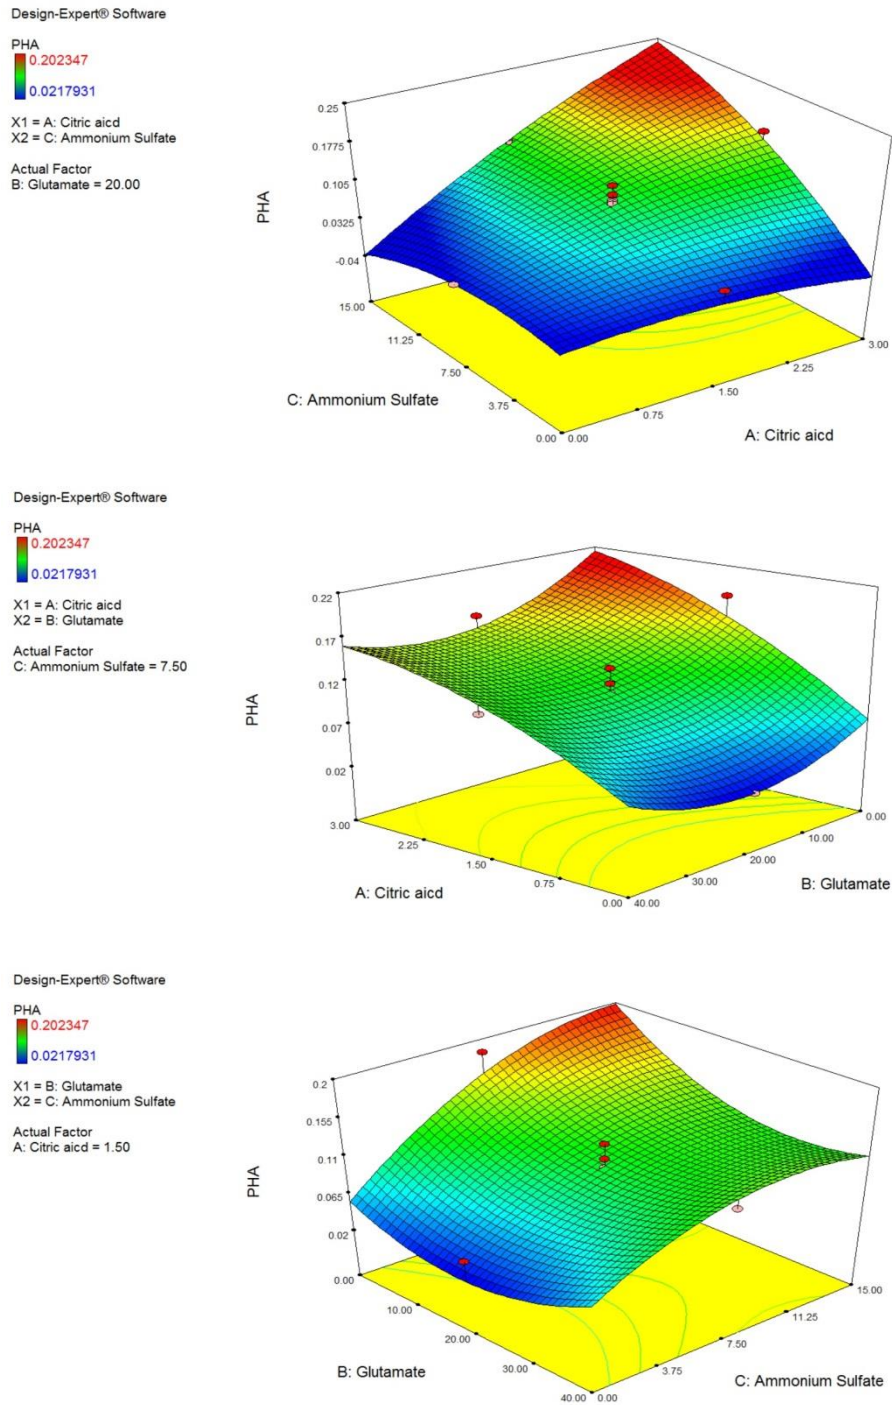 Design-Expert® Software
PHA
0.202347
0.0217931
X1 = A: Citric aicd
X2 = C: Ammonium Sulfate
Actual Factor
B: Glutamate = 20.00
0.25
0.1775
0.105
0.0325
-0.04
PHA
15.00
11.25
7.50
3.75
0.00
C: Ammonium Sulfate
0.00
0.75
1.50
2.25
3.00
A: Citric aicd
Design-Expert® Software
PHA
0.202347
0.0217931
X1 = A: Citric aicd
X2 = B: Glutamate
Actual Factor
C: Ammonium Sulfate = 7.50
0.22
0.17
0.12
0.07
0.02
PHA
3.00
2.25
1.50
0.75
0.00
A: Citric aicd
40.00
30.00
20.00
10.00
0.00
B: Glutamate
Design-Expert® Software
PHA
0.202347
0.0217931
X1 = B: Glutamate
X2 = C: Ammonium Sulfate
Actual Factor
A: Citric aicd = 1.50
0.2
0.155
0.11
0.065
0.02
PHA
0.00
10.00
20.00
30.00
40.00
B: Glutamate
0.00
3.75
7.50
11.25
15.00
C: Ammonium Sulfate